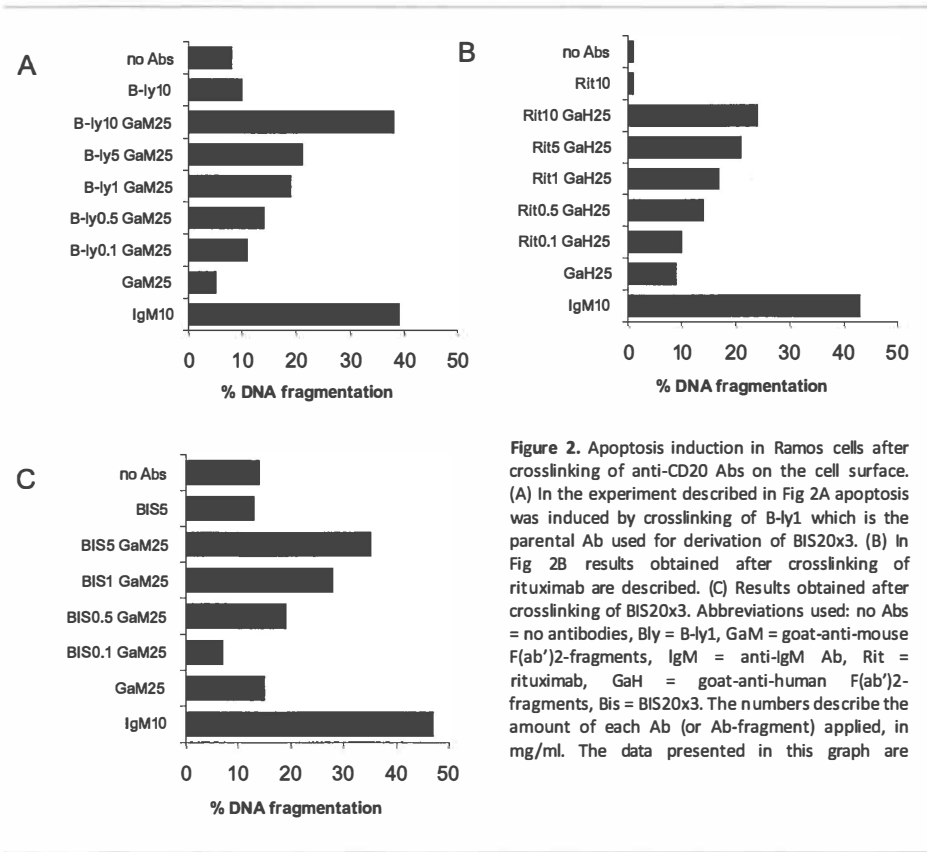 A
no Abs
B-ly10
B-ly10 GaM25
B-ly5 GaM25
B-ly1 GaM25
B-ly0.5 GaM25
B-ly0.1 GaM25
GaM25
IgM10
0 10 20 30 40 50
% DNA fragmentation
B
no Abs
Rit10
Rit10 GaH25
Rit5 GaH25
Rit1 GaH25
Rit0.5 GaH25
Rit0.1 GaH25
GaH25
IgM10
0 10 20 30 40 50
% DNA fragmentation
C
no Abs
BIS5
BIS5 GaM25
BIS1 GaM25
BIS0.5 GaM25
BIS0.1 GaM25
GaM25
IgM10
0 10 20 30 40 50
% DNA fragmentation
Figure 2. Apoptosis induction in Ramos cells after
crosslinking of anti-CD20 Abs on the cell surface.
(A) In the experiment described in Fig 2A apoptosis
was induced by crosslinking of B-ly1 which is the
parental Ab used for derivation of BIS20x3. (B) In
Fig 2B results obtained after crosslinking of
rituximab are described. (C) Results obtained after
crosslinking of BIS20x3. Abbreviations used: no Abs
= no antibodies, Bly = B-ly1, GaM = goat-anti-mouse
F(ab')2-fragments, IgM = anti-IgM Ab, Rit =
rituximab, GaH = goat-anti-human F(ab')2-
fragments, Bis = BIS20x3. The numbers describe the
amount of each Ab (or Ab-fragment) applied, in
mg/ml. The data presented in this graph are